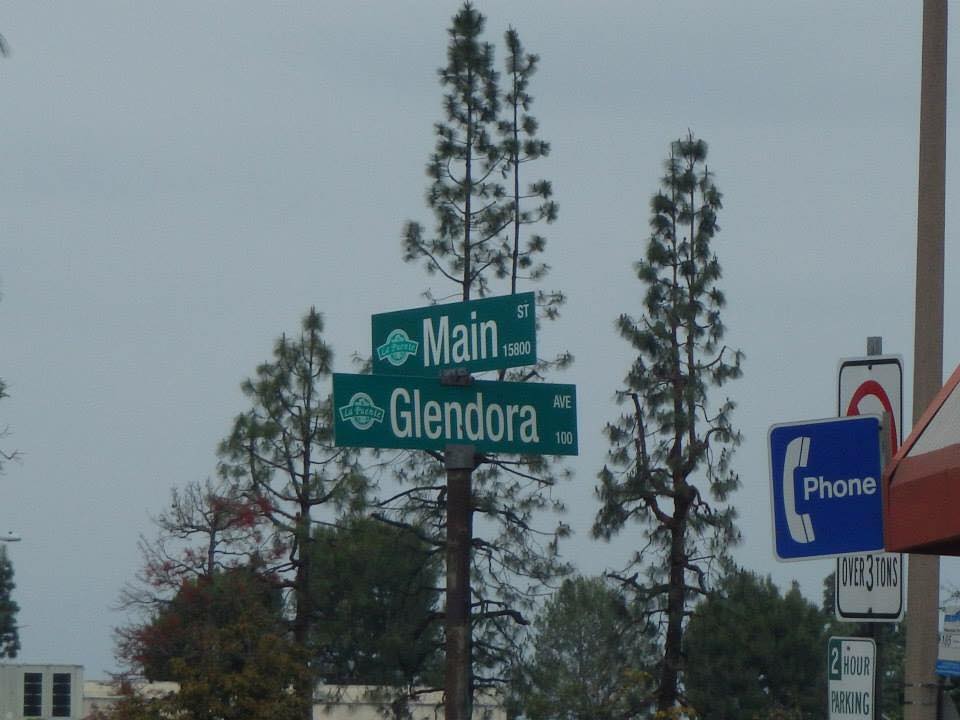 ST
La Puente Main 15800
La Puente Glendora AVE
100
Phone
OVER 3 TONS
2 HOUR
PARKING